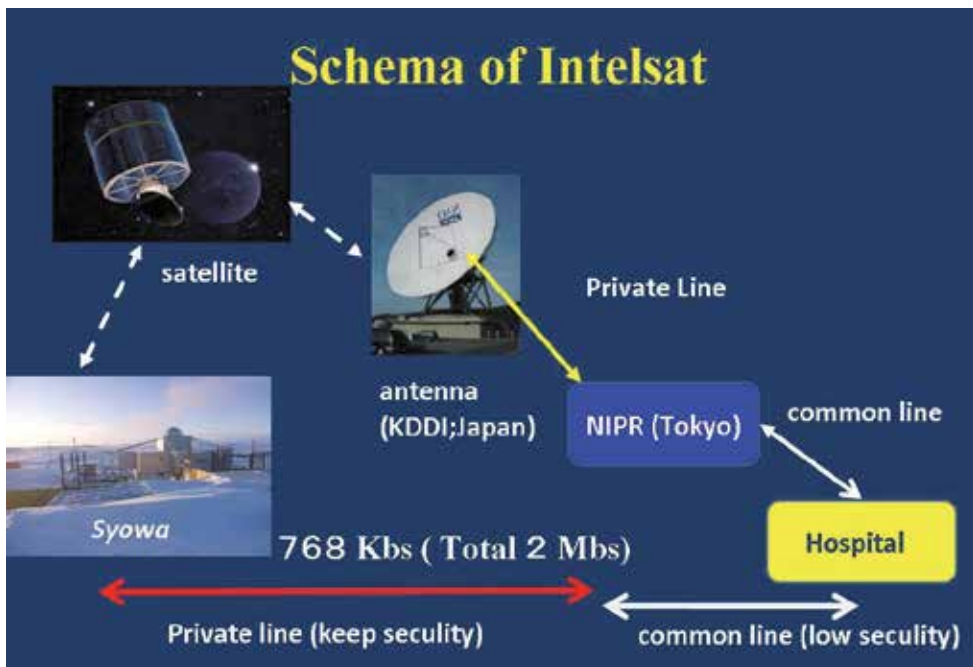 Schema of Intelsat
satellite
Private Line
antenna
(KDDI;Japan)
NIPR (Tokyo)
common line
Syowa
Hospital
768 Kbs ( Total 2 Mbs)
Private line (keep seculity)
common line (low seculity)